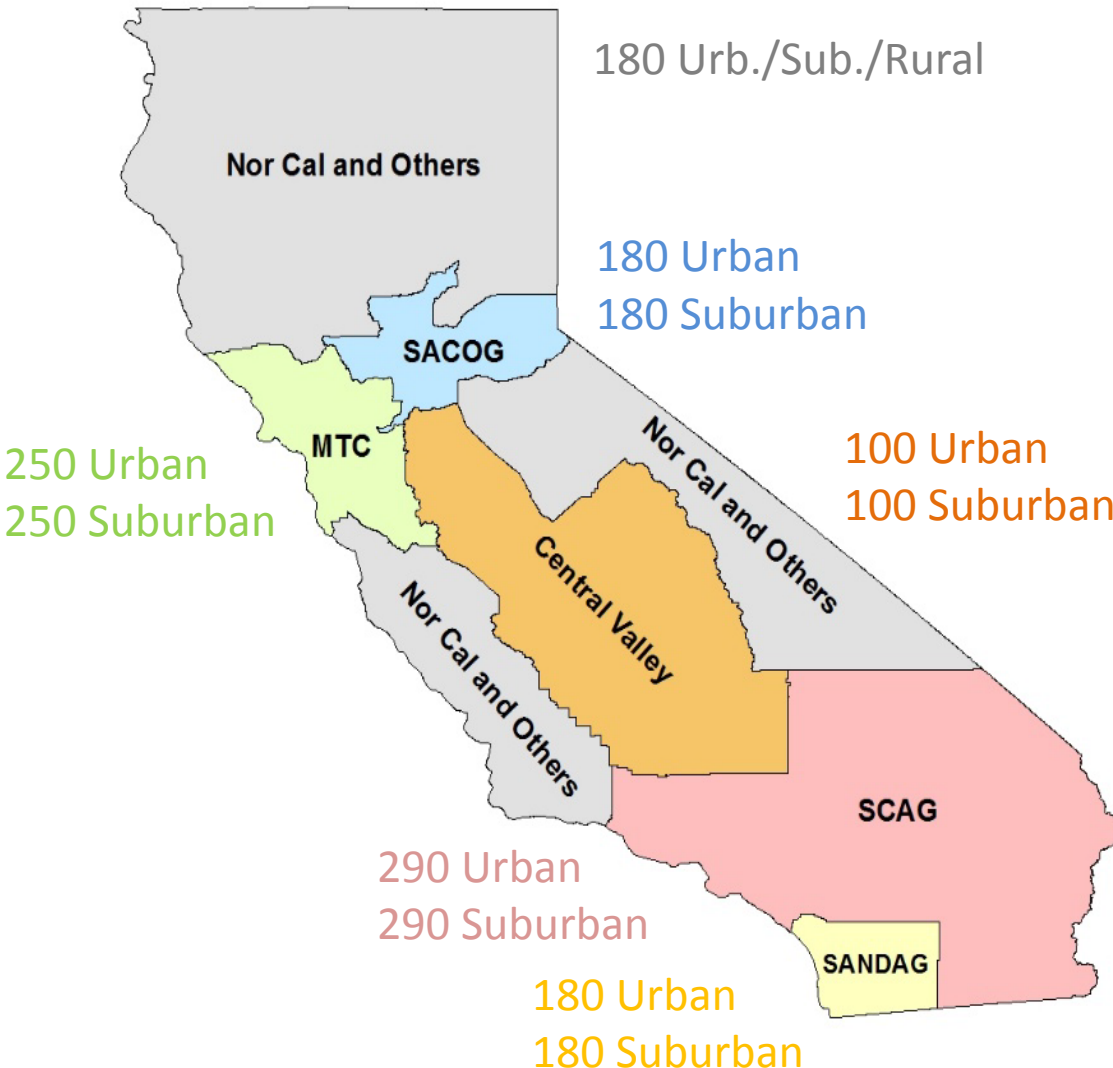 180 Urb./Sub./Rural
Nor Cal and Others
180 Urban
180 Suburban
SACOG
MTC
250 Urban
250 Suburban
Nor Cal and Others
100 Urban
100 Suburban
Central Valley
Nor Cal and Others
SCAG
290 Urban
290 Suburban
SANDAG
180 Urban
180 Suburban